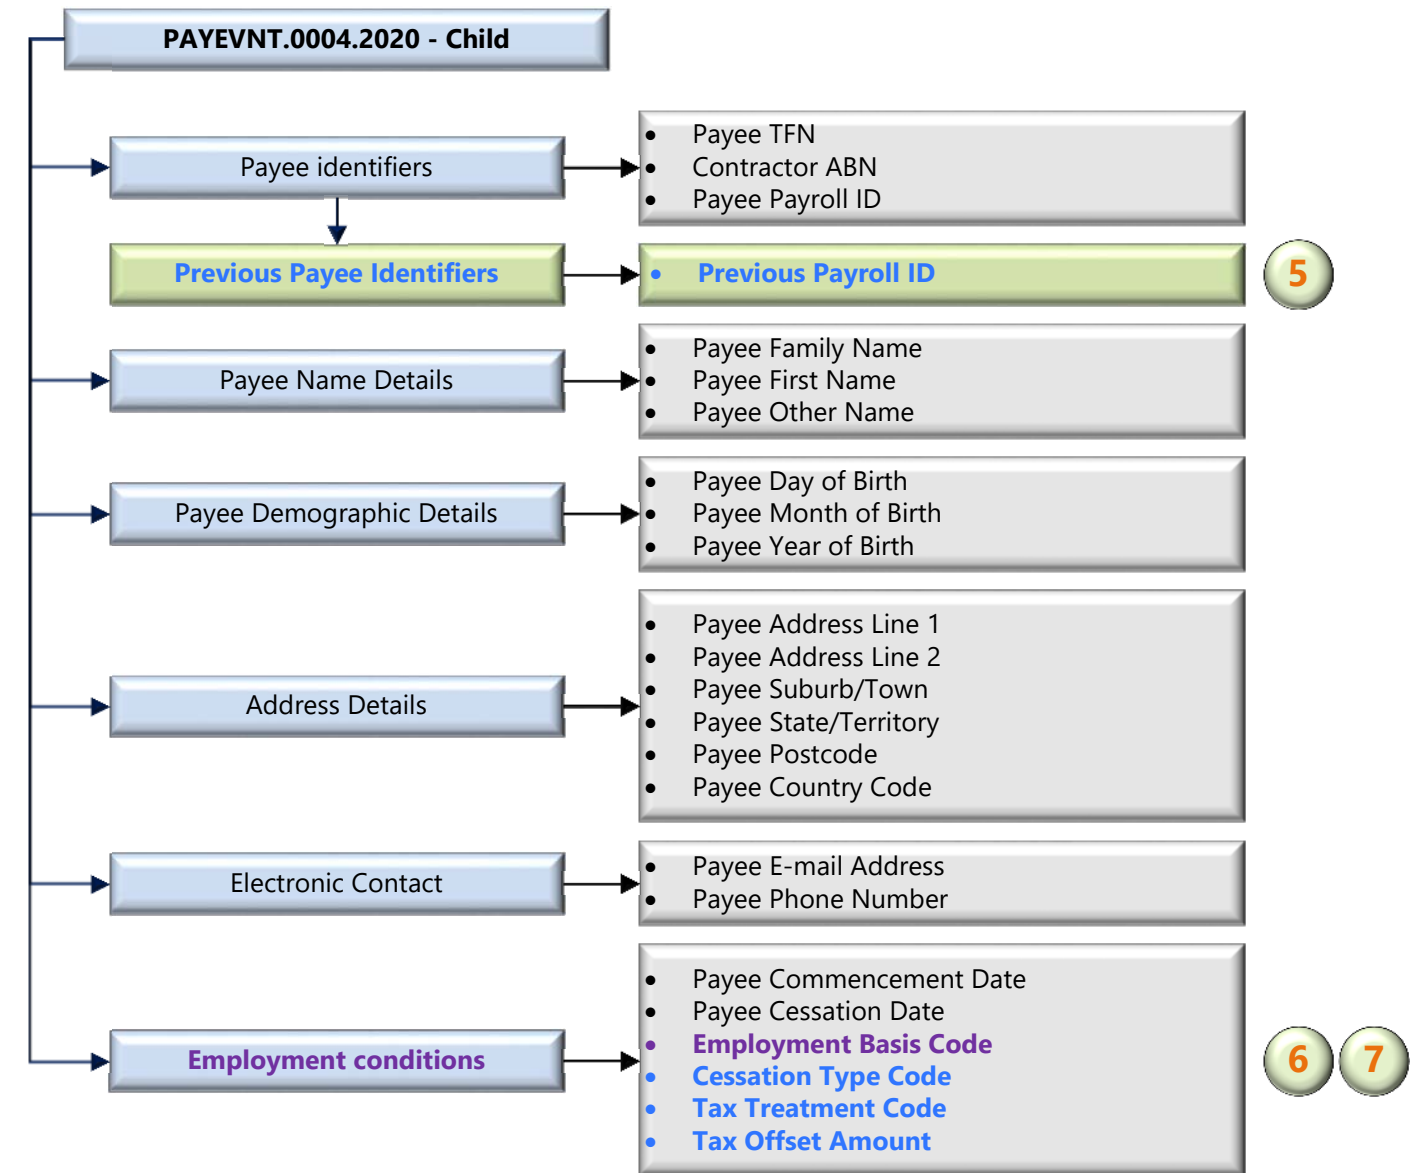 PAYEVNT.0004.2020 - Child
Payee identifiers
• Payee TFN
• Contractor ABN
• Payee Payroll ID
Previous Payee Identifiers
• Previous Payroll ID
5
Payee Name Details
• Payee Family Name
• Payee First Name
• Payee Other Name
Payee Demographic Details
• Payee Day of Birth
• Payee Month of Birth
• Payee Year of Birth
Address Details
• Payee Address Line 1
• Payee Address Line 2
• Payee Suburb/Town
• Payee State/Territory
• Payee Postcode
• Payee Country Code
Electronic Contact
• Payee E-mail Address
• Payee Phone Number
Employment conditions
• Payee Commencement Date
• Payee Cessation Date
• Employment Basis Code
• Cessation Type Code
• Tax Treatment Code
• Tax Offset Amount
6 7